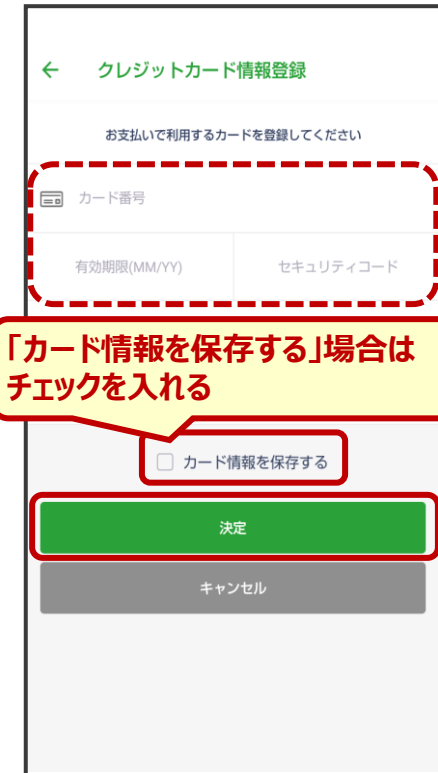 クレジットカード情報登録
お支払いで利用するカードを登録してください
カード番号
有効期限(MM/YY) セキュリティコード
「カード情報を保存する」場合は
チェックを入れる
カード情報を保存する
決定
キャンセル